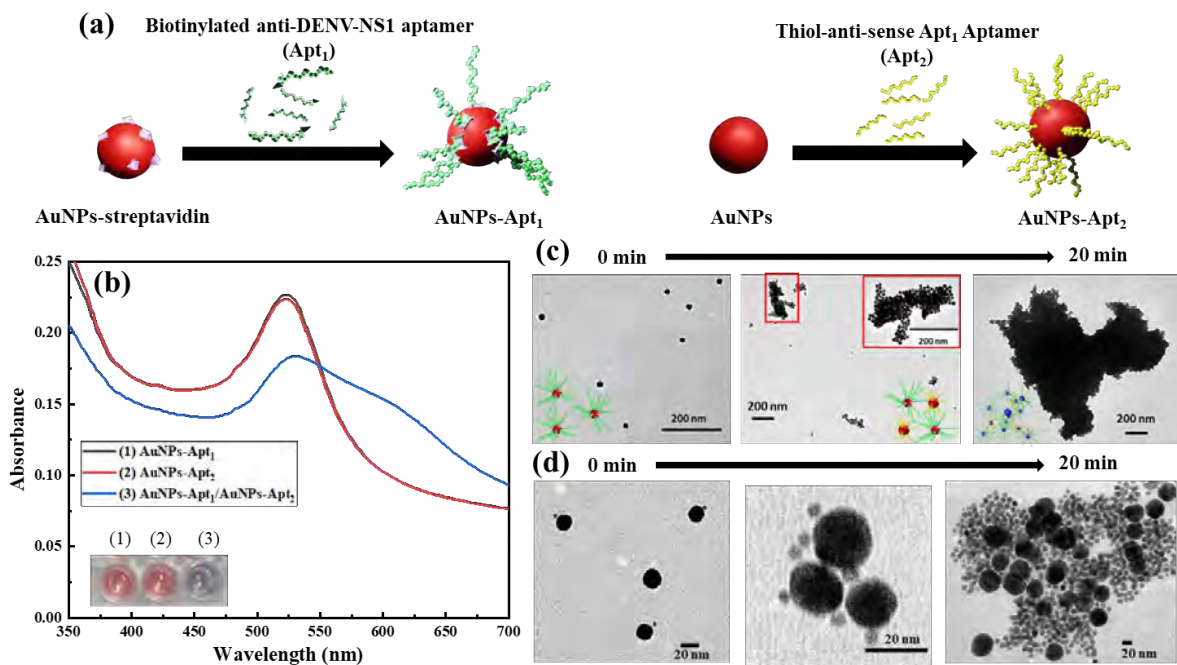 (a)
Biotinylated anti-DENV-NS1 aptamer
(Apt1)
Thiol-anti-sense Apt1 Aptamer
(Apt2)
AuNPs-streptavidin
AuNPs-Apt1
AuNPs
AuNPs-Apt2
(b)
Absorbance
0.25
0.20
0.15
0.10
0.05
0.00
(1) AuNPs-Apt1
(2) AuNPs-Apt2
(3) AuNPs-Apt1/AuNPs-Apt2
(1) (2) (3)
350 400 450 500 550 600 650 700
Wavelength (nm)
(c)
0 min
20 min
200 nm
200 nm
200 nm
200 nm
(d)
0 min
20 min
20 nm
20 nm
20 nm